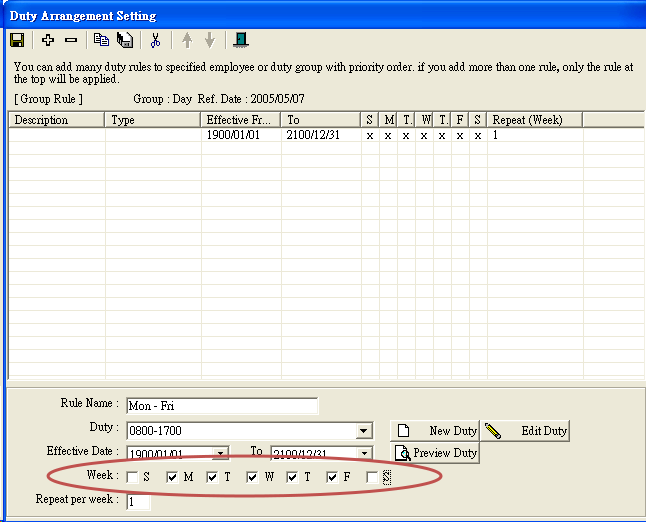 Duty Arrangement Setting
You can add many duty rules to specified employee or duty group with priority order. if you add more than one rule, only the rule at
the top will be applied.
[ Group Rule ] Group : Day Ref. Date : 2005/05/07
Description Type Effective Fr... To S M T. W T. F S Repeat (Week)
1900/01/01 2100/12/31 x x x x x x x 1
Rule Name : Mon - Fri
Duty : 0800-1700 New Duty Edit Duty
Effective Date : 1900/01/01 To 2100/12/31 Preview Duty
Week : S M T W T F S
Repeat per week : 1